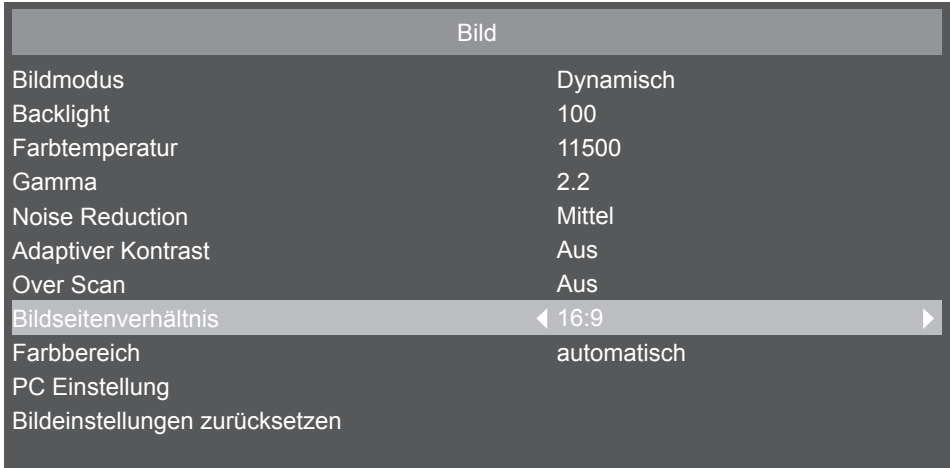 Bild
Bildmodus Dynamisch
Backlight 100
Farbtemperatur 11500
Gamma 2.2
Noise Reduction Mittel
Adaptiver Kontrast Aus
Over Scan Aus
Bildseitenverhältnis 16:9
Farbbereich automatisch
PC Einstellung
Bildeinstellungen zurücksetzen